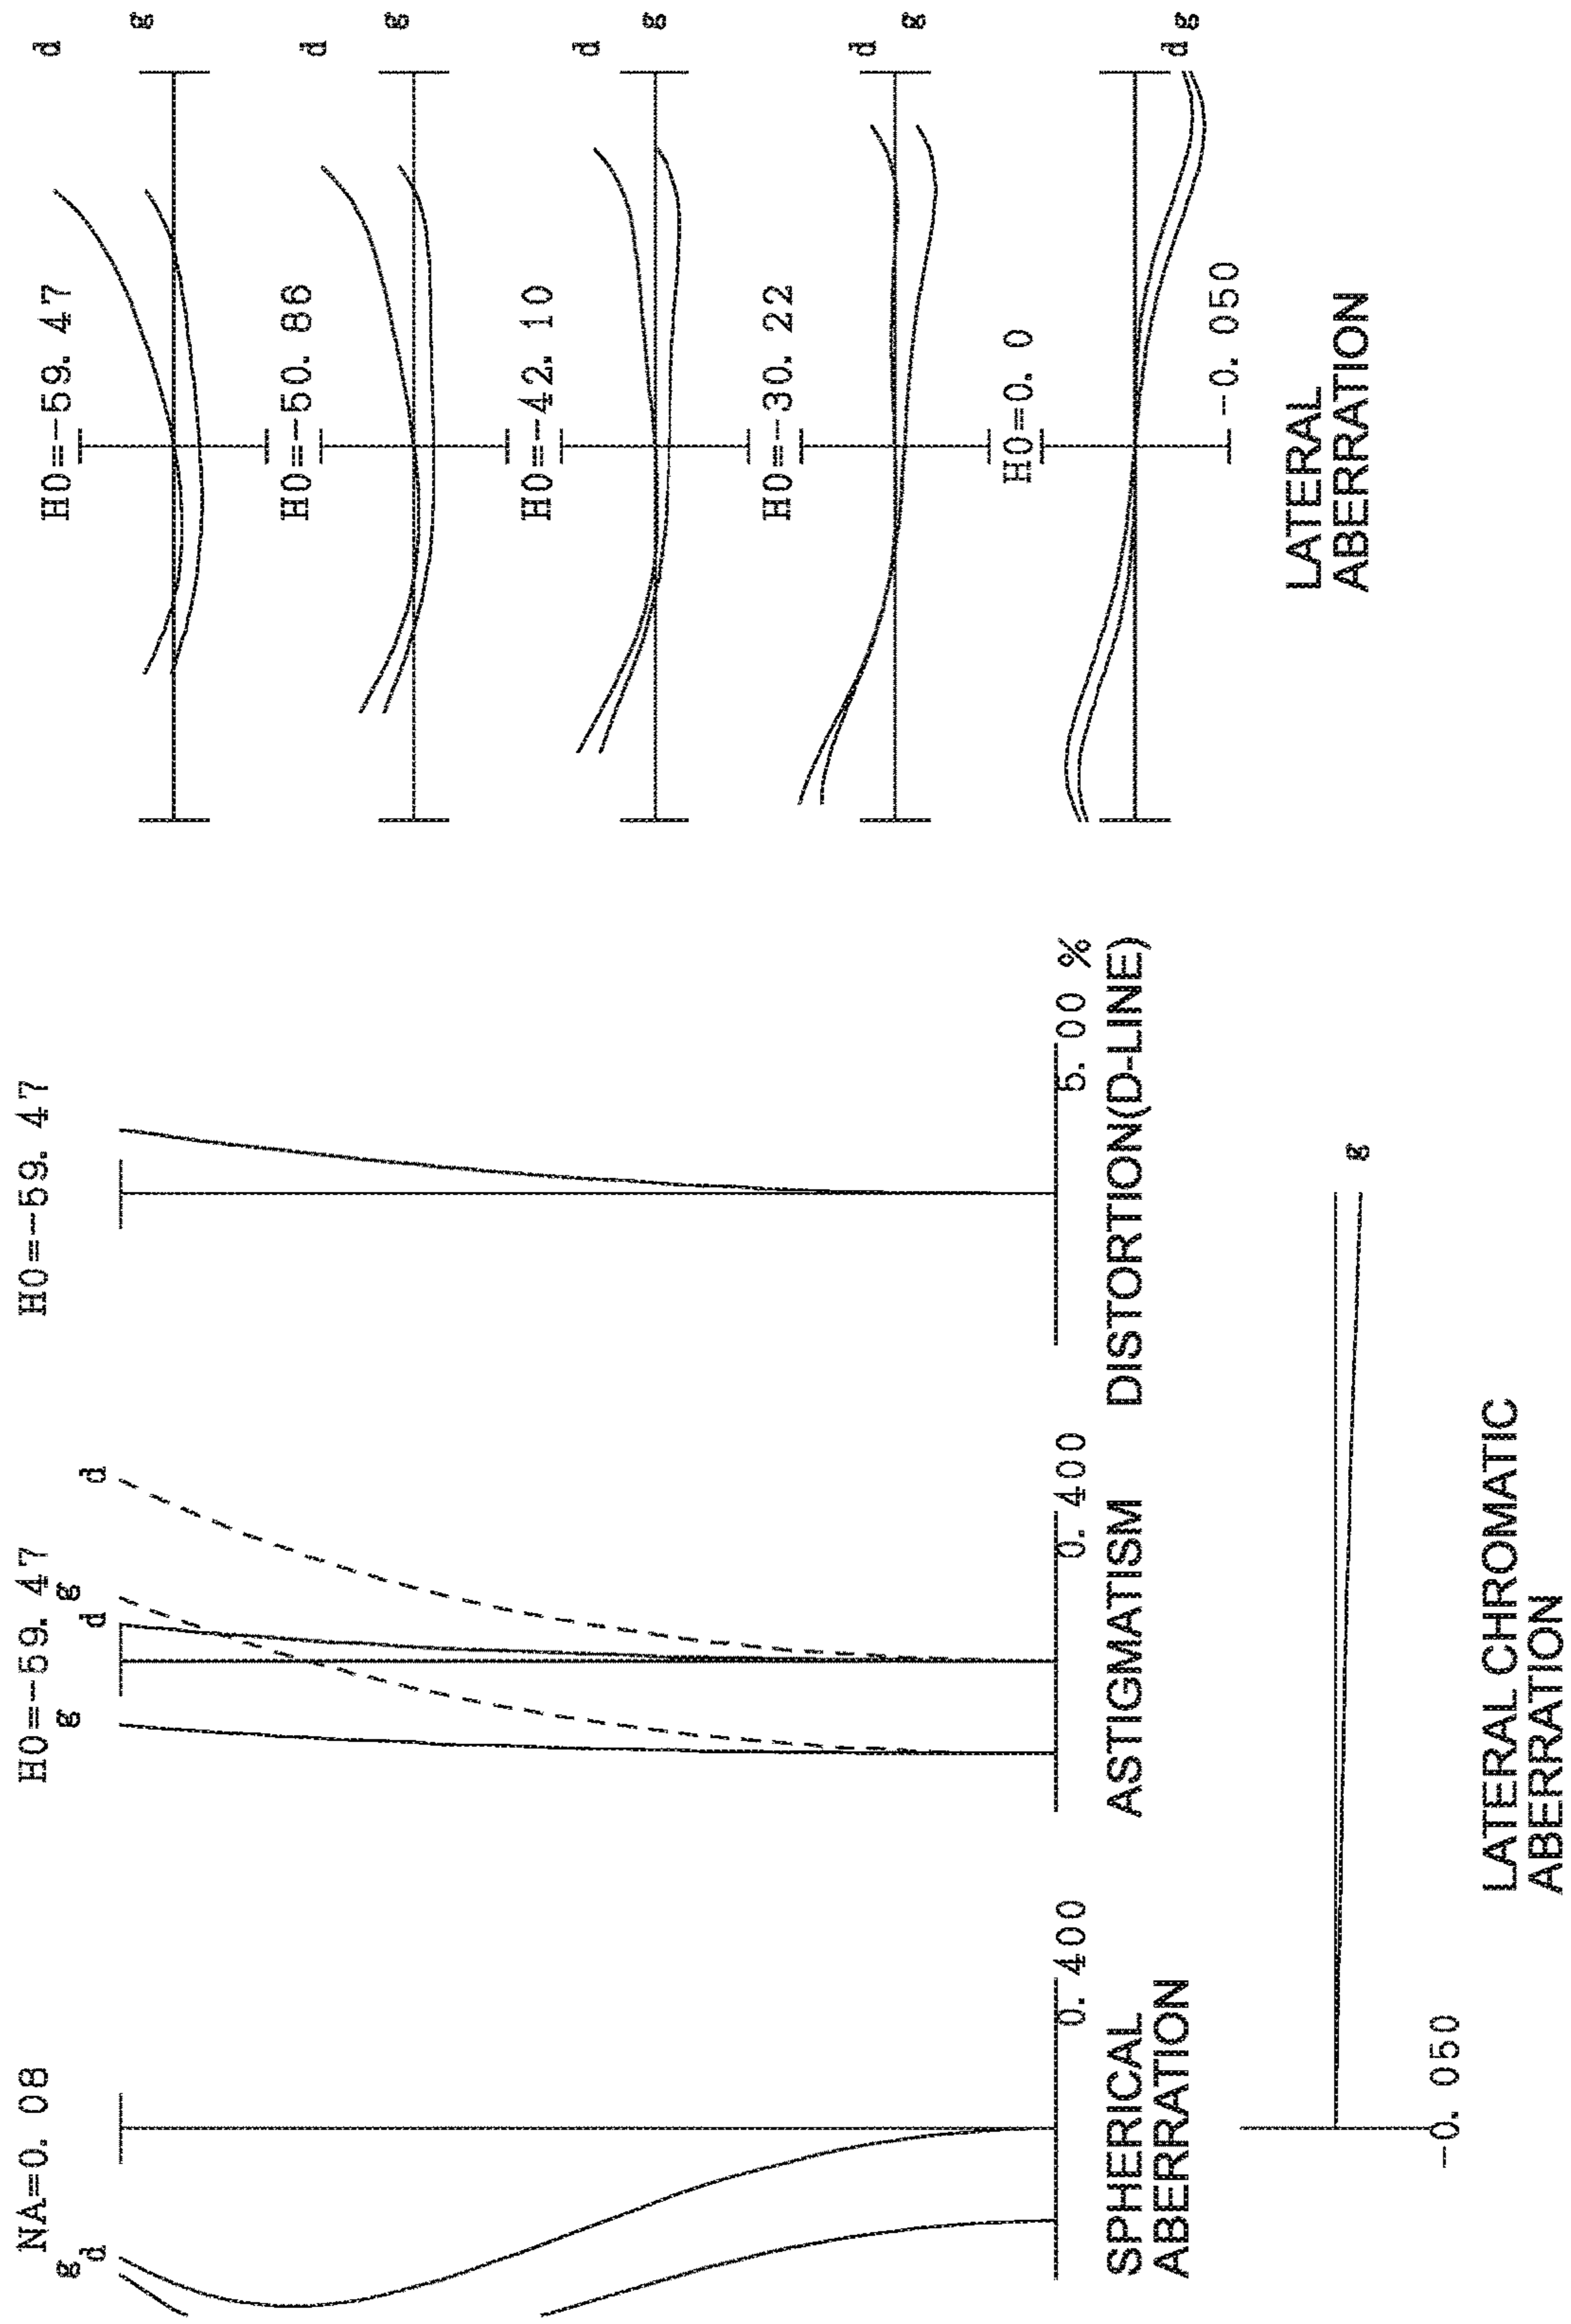 NA=0. 08
g
d
0. 400
SPHERICAL
ABERRATION
H0=-59. 47
g
d
g
d
0. 400
ASTIGMATISM
H0=-59. 47
5. 00 %
DISTORTION(D-LINE)
-0. 050
g
LATERAL CHROMATIC
ABERRATION
H0=-59. 47
d
g
H0=-50. 86
d
g
H0=-42. 10
d
g
H0=-30. 22
d
g
H0=0. 0
d
g
-0. 050
LATERAL
ABERRATION